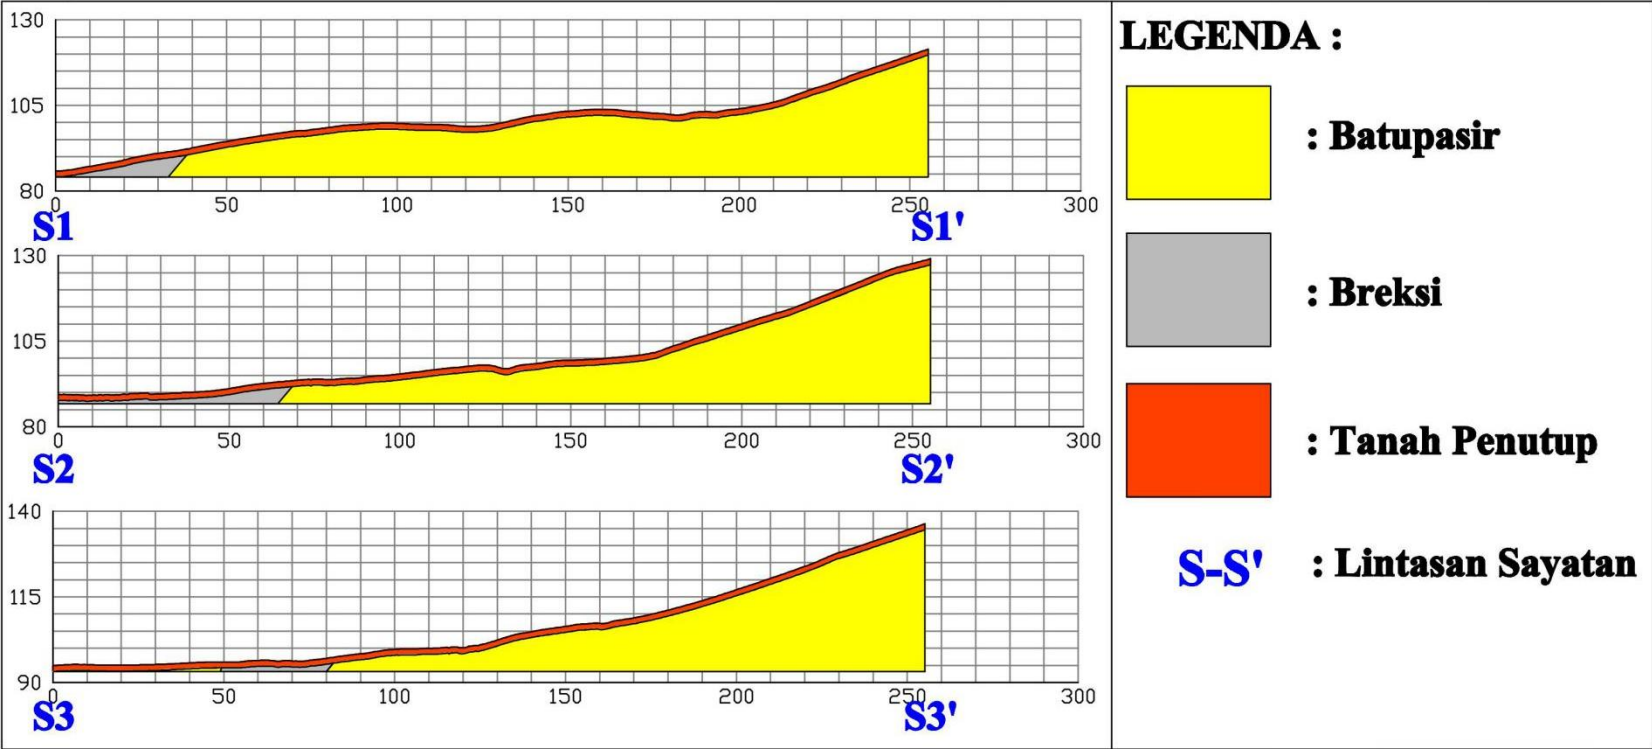 130
105
80
0 50 100 150 200 250 300
S1 S1'
130
105
80
0 50 100 150 200 250 300
S2 S2'
140
115
90
0 50 100 150 200 250 300
S3 S3'
LEGENDA :
: Batupasir
: Breksi
: Tanah Penutup
S-S' : Lintasan Sayatan